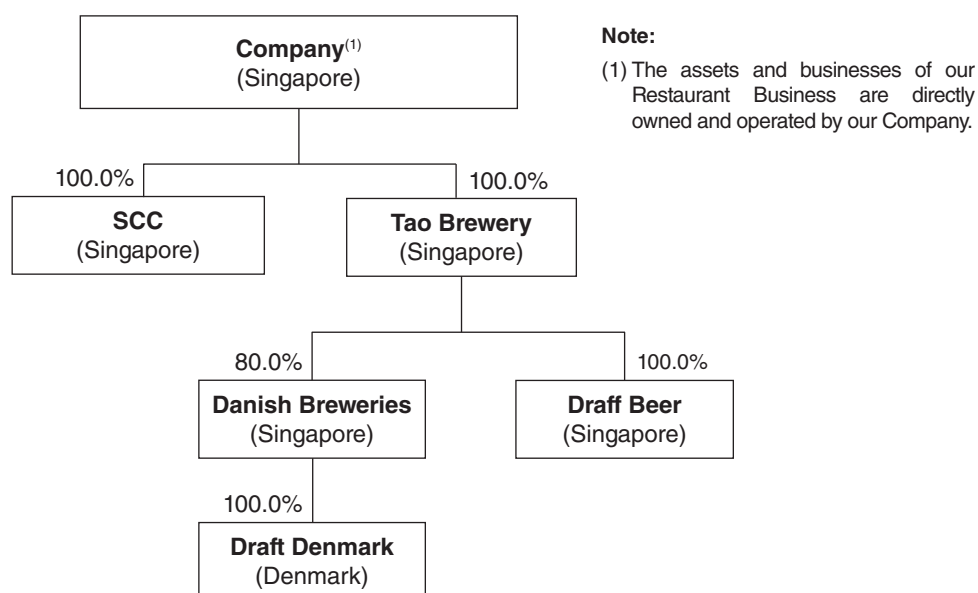 Company(1)
(Singapore)
Note:
(1) The assets and businesses of our
Restaurant Business are directly
owned and operated by our Company.
100.0%
100.0%
SCC
(Singapore)
Tao Brewery
(Singapore)
80.0%
100.0%
Danish Breweries
(Singapore)
Draff Beer
(Singapore)
100.0%
Draft Denmark
(Denmark)